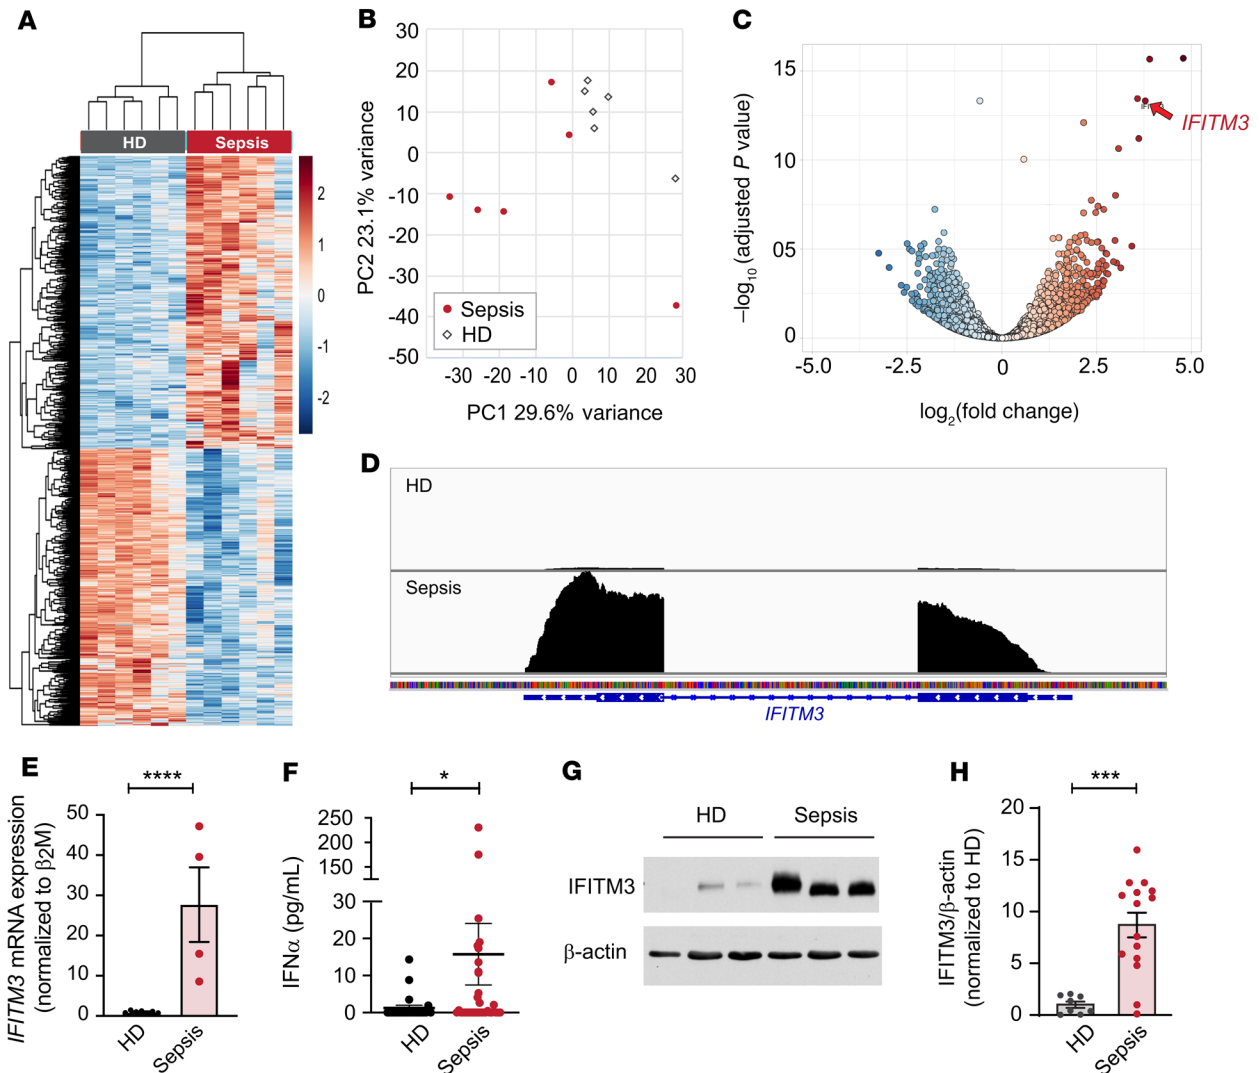 A
HD
Sepsis
2
1
0
-1
-2
B
30
20
10
0
-10
-20
-30
-40
-50
PC2 23.1% variance
Sepsis
HD
-30
-20
-10
0
10
20
30
PC1 29.6% variance
C
15
10
05
0
–log10 (adjusted P value)
IFITM3
-5.0
-2.5
0
2.5
5.0
log2(fold change)
D
HD
Sepsis
IFITM3
E
****
50
40
30
20
10
0
IFITM3 mRNA expression
(normalized to β2M)
HD
Sepsis
F
*
250
200
150
30
20
10
0
IFNα (pg/mL)
HD
Sepsis
G
HD
Sepsis
IFITM3
β-actin
H
***
20
15
10
5
0
IFITM3/β-actin
(normalized to HD)
HD
Sepsis